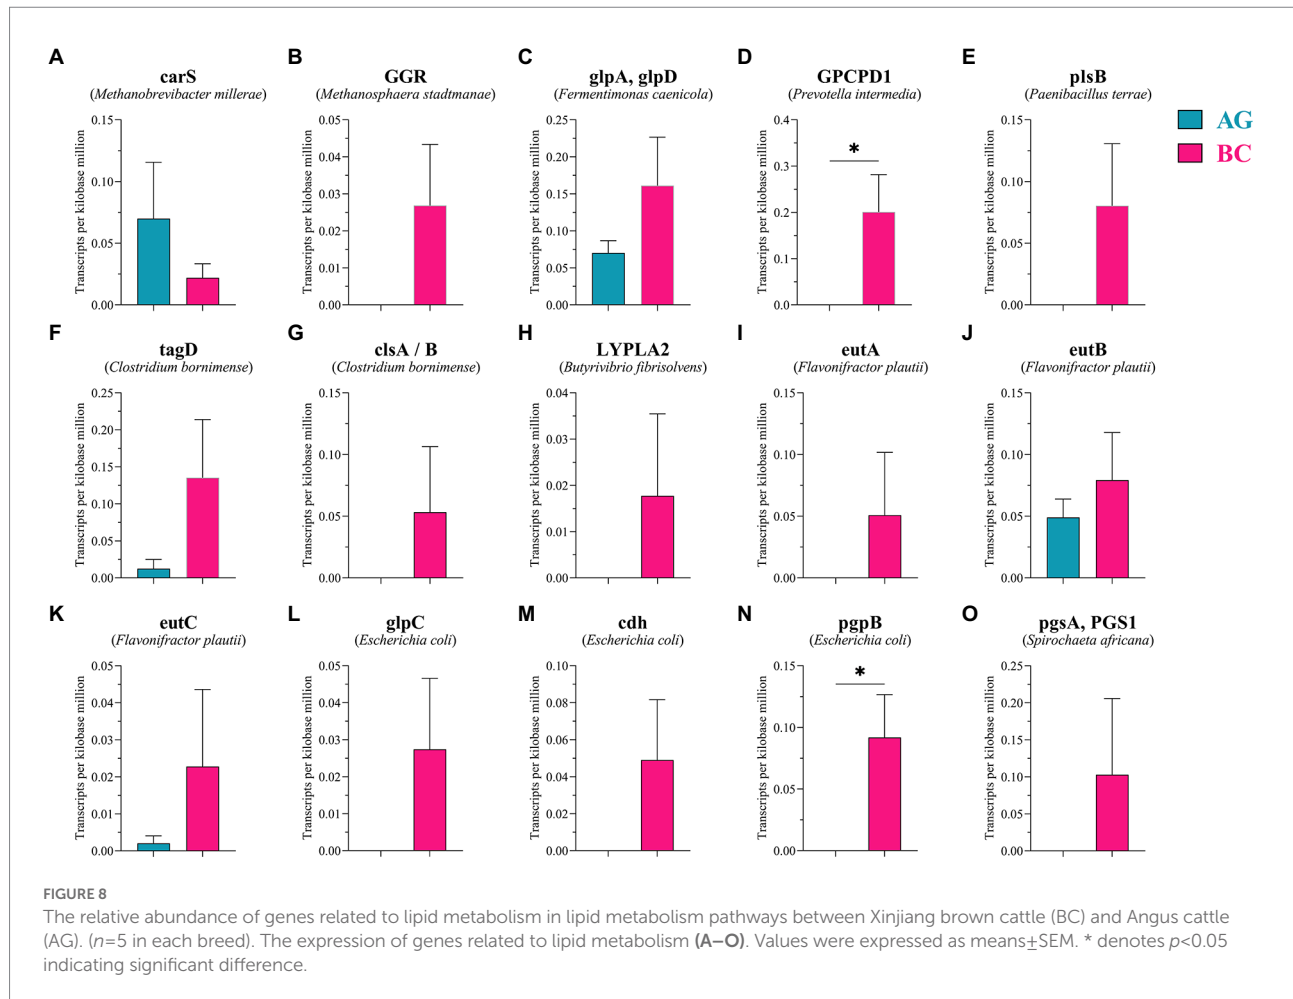 A
carS
(Methanobrevibacter millerae)
Transcripts per kilobase million
0.15
0.10
0.05
0.00
B
GGR
(Methanosphaera stadtmanae)
Transcripts per kilobase million
0.05
0.04
0.03
0.02
0.01
0.00
C
glpA, glpD
(Fermentimonas caenicola)
Transcripts per kilobase million
0.25
0.20
0.15
0.10
0.05
0.00
D
GPCPD1
(Prevotella intermedia)
Transcripts per kilobase million
0.4
0.3
0.2
0.1
0.0
*
E
plsB
(Paenibacillus terrae)
Transcripts per kilobase million
0.15
0.10
0.05
0.00
AG
BC
F
tagD
(Clostridium bornimense)
Transcripts per kilobase million
0.25
0.20
0.15
0.10
0.05
0.00
G
clsA / B
(Clostridium bornimense)
Transcripts per kilobase million
0.15
0.10
0.05
0.00
H
LYPLA2
(Butyrivibrio fibrisolvens)
Transcripts per kilobase million
0.04
0.03
0.02
0.01
0.00
I
eutA
(Flavonifractor plautii)
Transcripts per kilobase million
0.15
0.10
0.05
0.00
J
eutB
(Flavonifractor plautii)
Transcripts per kilobase million
0.15
0.10
0.05
0.00
K
eutC
(Flavonifractor plautii)
Transcripts per kilobase million
0.05
0.04
0.03
0.02
0.01
0.00
L
glpC
(Escherichia coli)
Transcripts per kilobase million
0.05
0.04
0.03
0.02
0.01
0.00
M
cdh
(Escherichia coli)
Transcripts per kilobase million
0.10
0.08
0.06
0.04
0.02
0.00
N
pgpB
(Escherichia coli)
Transcripts per kilobase million
0.15
0.10
0.05
0.00
*
O
pgsA, PGS1
(Spirochaeta africana)
Transcripts per kilobase million
0.25
0.20
0.15
0.10
0.05
0.00
FIGURE 8
The relative abundance of genes related to lipid metabolism in lipid metabolism pathways between Xinjiang brown cattle (BC) and Angus cattle
(AG). (n=5 in each breed). The expression of genes related to lipid metabolism (A–O). Values were expressed as means±SEM. * denotes p<0.05
indicating significant difference.